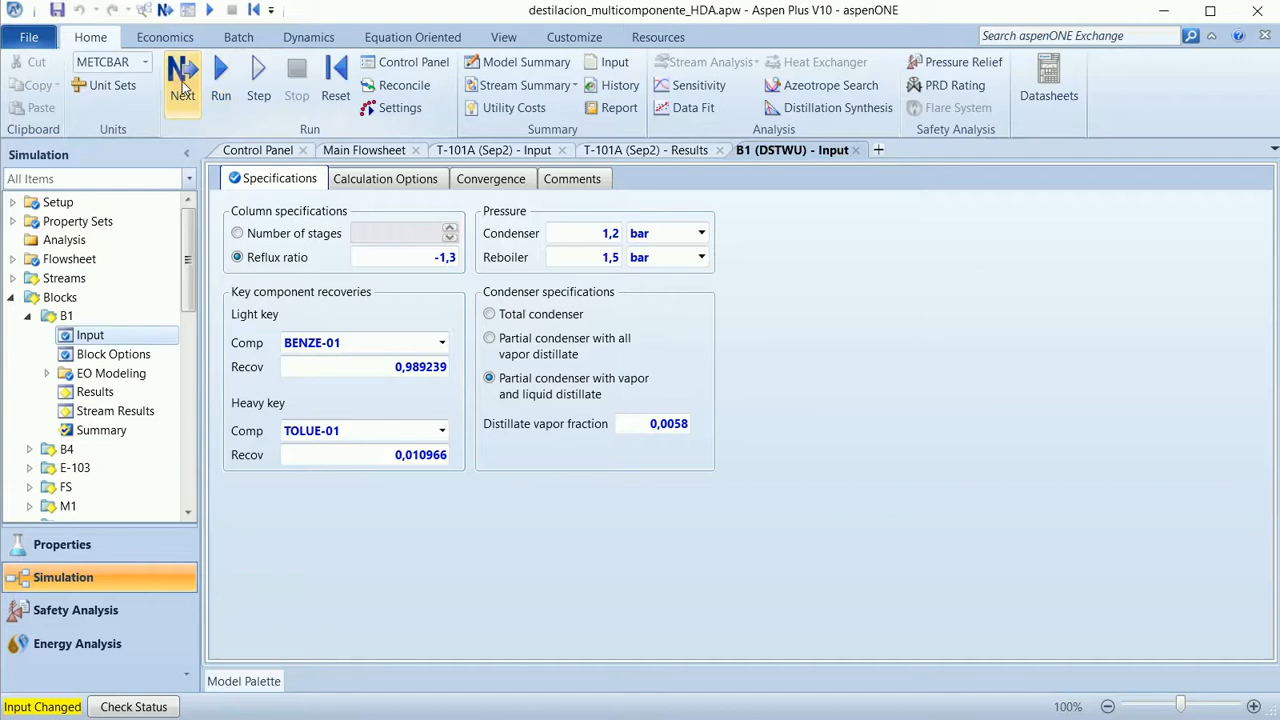 destilacion_multicomponente_HDA.apw - Aspen Plus V10 - aspenONE
File Home Economics Batch Dynamics Equation Oriented View Customize Resources Search aspenONE Exchange
Cut METCBAR Control Panel Model Summary Input Stream Analysis Heat Exchanger Pressure Relief
Copy Unit Sets Next Run Step Stop Reset Reconcile Stream Summary History Sensitivity Azeotrope Search PRD Rating Datasheets
Paste Settings Utility Costs Report Data Fit Distillation Synthesis Flare System
Clipboard Units Run Summary Analysis Safety Analysis
Simulation Control Panel Main Flowsheet T-101A (Sep2) - Input T-101A (Sep2) - Results B1 (DSTWU) - Input
All Items
Setup
Property Sets
Analysis
Flowsheet
Streams
Blocks
B1
Input
Block Options
EO Modeling
Results
Stream Results
Summary
B4
E-103
FS
M1
Properties
Simulation
Safety Analysis
Energy Analysis
Specifications Calculation Options Convergence Comments
Column specifications
Number of stages
Reflux ratio -1,3
Pressure
Condenser 1,2 bar
Reboiler 1,5 bar
Key component recoveries
Light key
Comp BENZE-01
Recov 0,989239
Heavy key
Comp TOLUE-01
Recov 0,010966
Condenser specifications
Total condenser
Partial condenser with all
vapor distillate
Partial condenser with vapor
and liquid distillate
Distillate vapor fraction 0,0058
Model Palette
Input Changed Check Status 100%